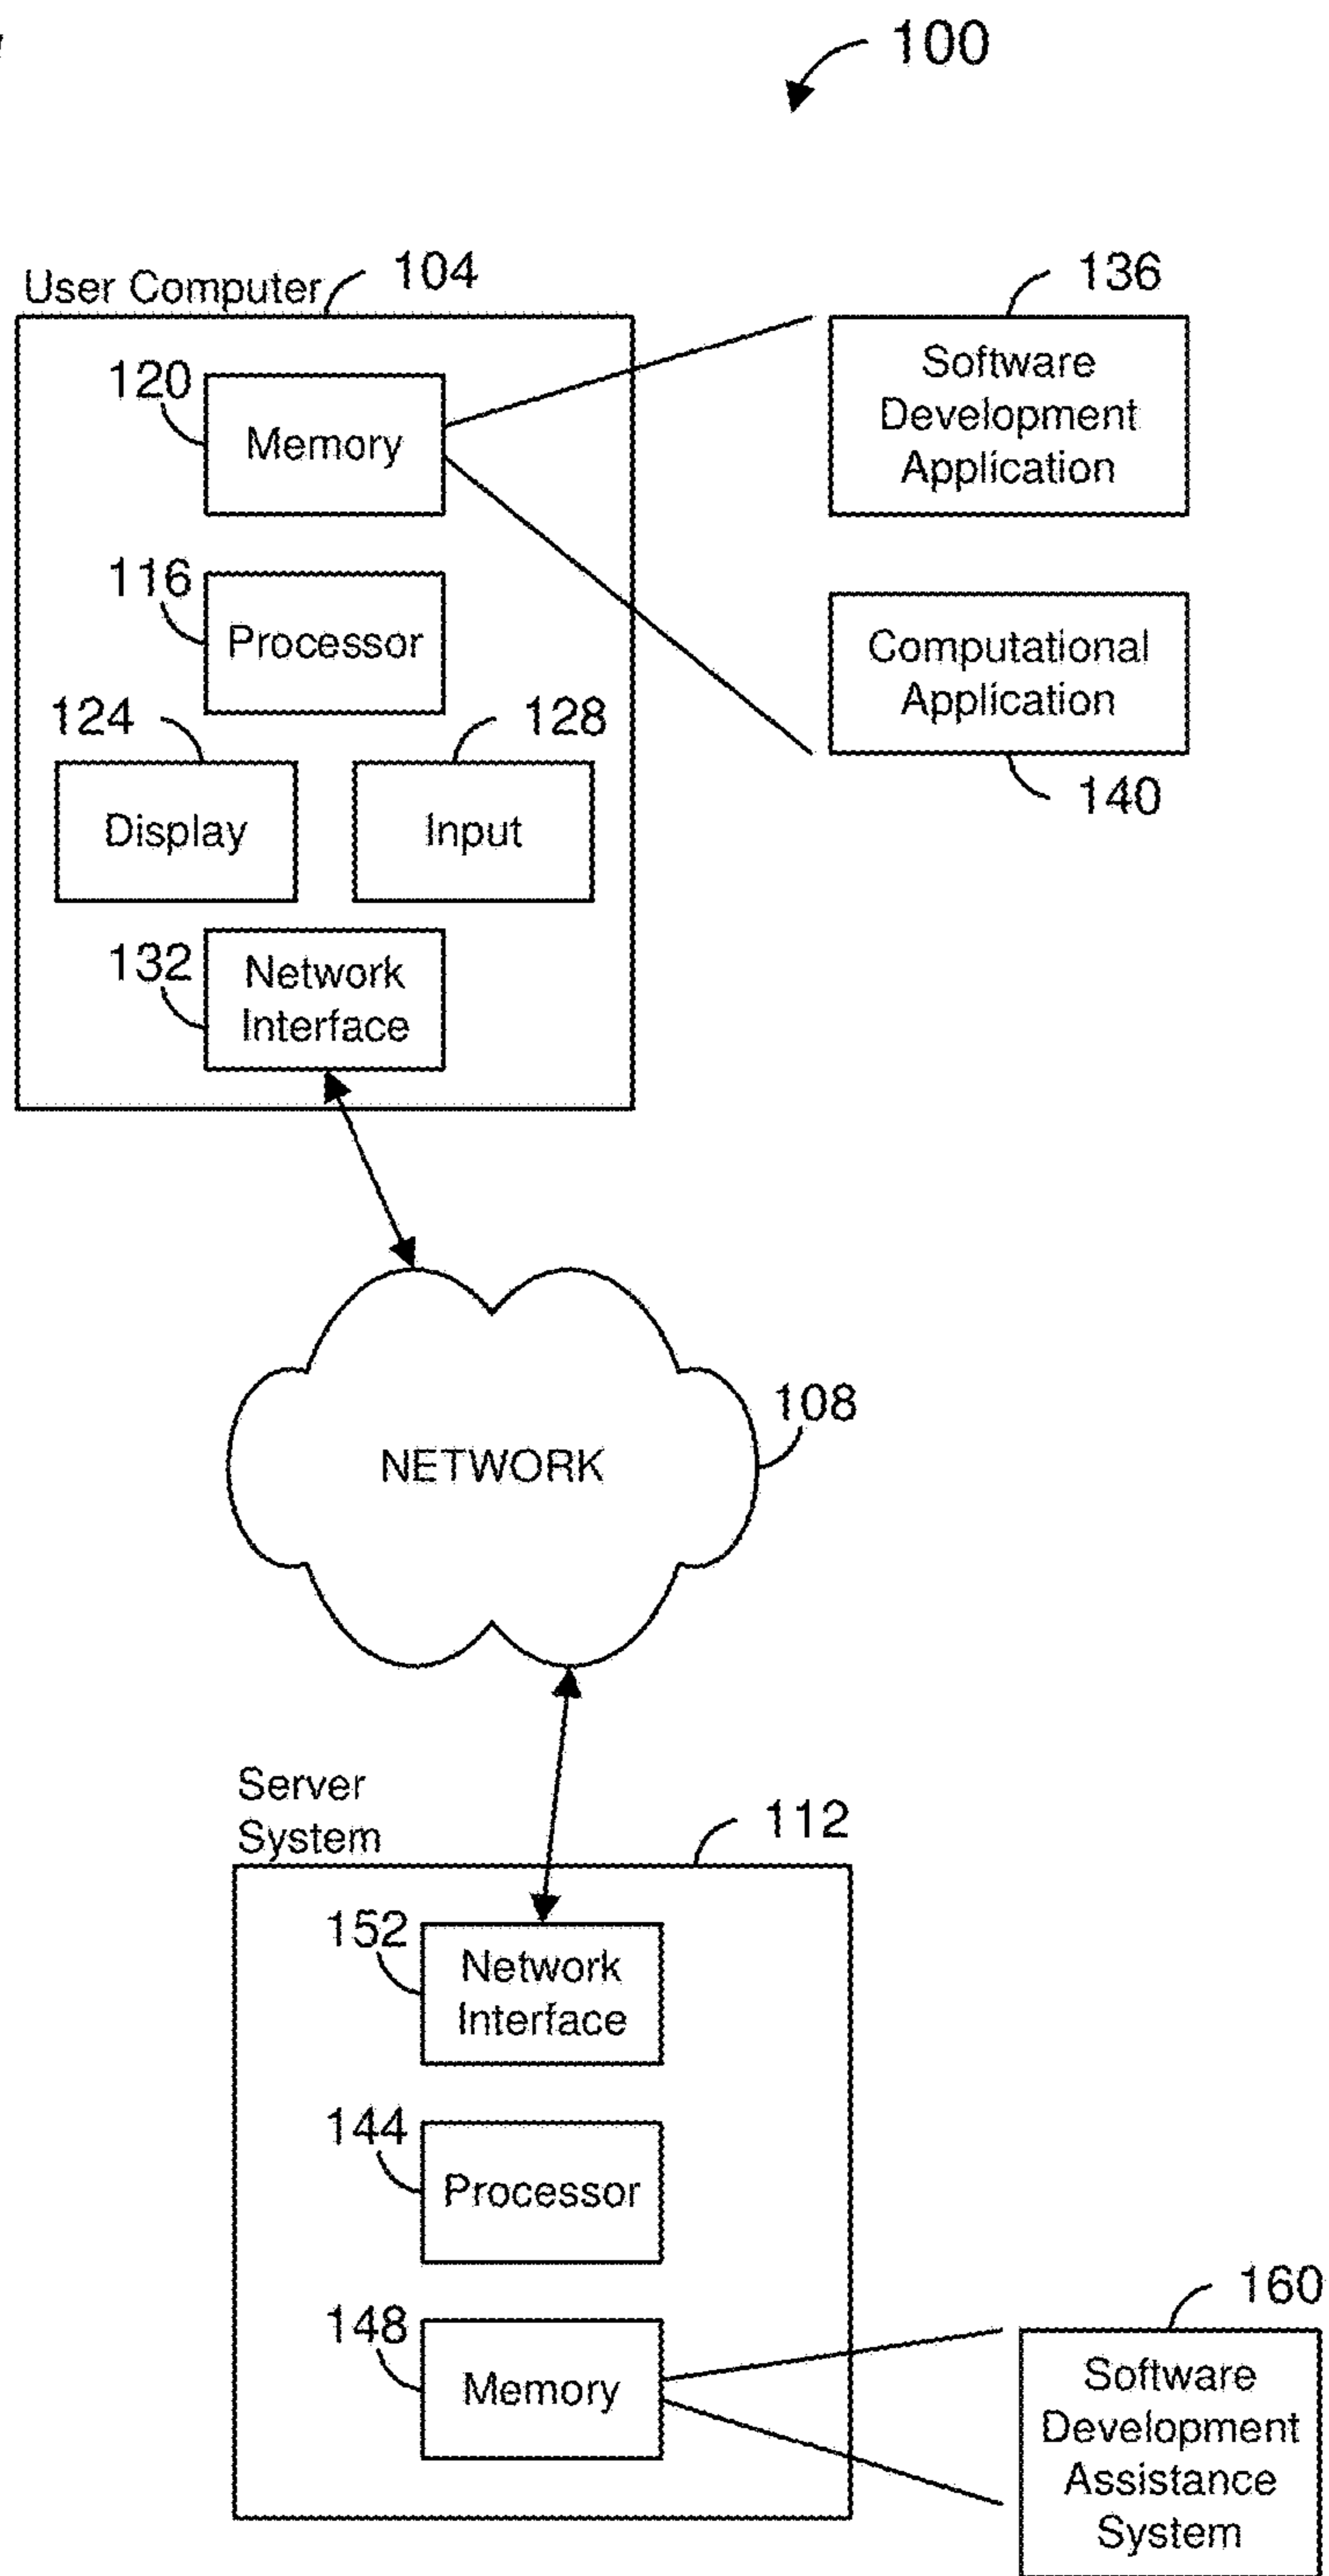 100
User Computer
104
120
Memory
116
Processor
124
Display
128
Input
132
Network
Interface
136
Software
Development
Application
Computational
Application
140
NETWORK
108
Server
System
112
152
Network
Interface
144
Processor
148
Memory
160
Software
Development
Assistance
System